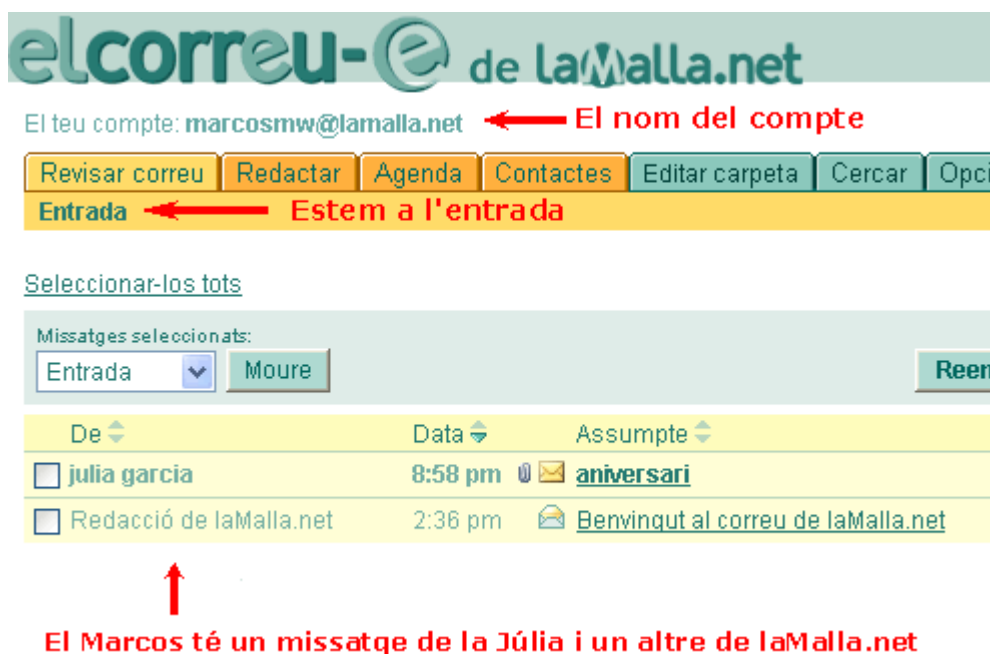 elcorreu-e de laMalla.net
El teu compte: marcosmw@lamalla.net El nom del compte
Revisar correu Redactar Agenda Contactes Editar carpeta Cercar Opci
Entrada Estem a l'entrada
Seleccionar-los tots
Missatges seleccionats:
Entrada Moure Reen
De Data Assumpte
julia garcia 8:58 pm aniversari
Redacció de laMalla.net 2:36 pm Benvingut al correu de laMalla.net
El Marcos té un missatge de la Júlia i un altre de laMalla.net